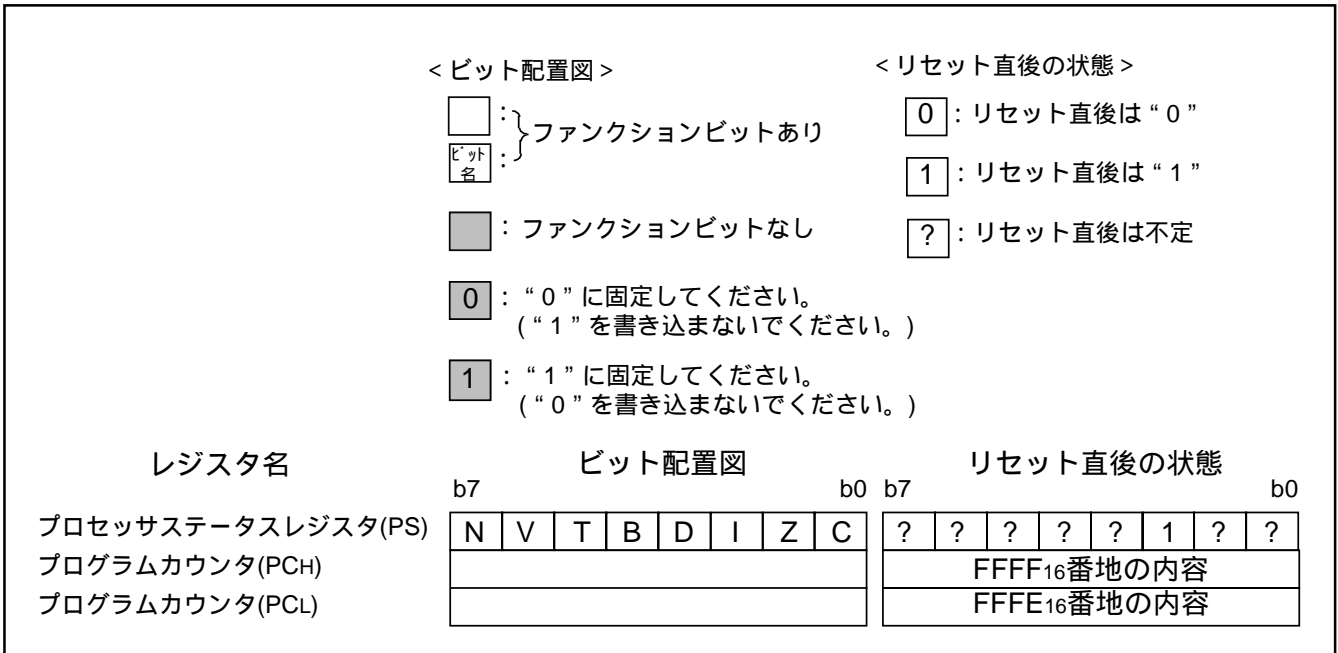 <ビット配置図>
<リセット直後の状態>
:
ビット名 :
ファンクションビットあり
: ファンクションビットなし
0 : “0”に固定してください。
(“1”を書き込まないでください。)
1 : “1”に固定してください。
(“0”を書き込まないでください。)
0 : リセット直後は“0”
1 : リセット直後は“1”
? : リセット直後は不定
レジスタ名 ビット配置図 リセット直後の状態
b7 b0 b7 b0
プロセッサステータスレジスタ(PS) N V T B D I Z C ? ? ? ? ? 1 ? ?
プログラムカウンタ(PCH) FFFF16番地の内容
プログラムカウンタ(PCL) FFFE16番地の内容